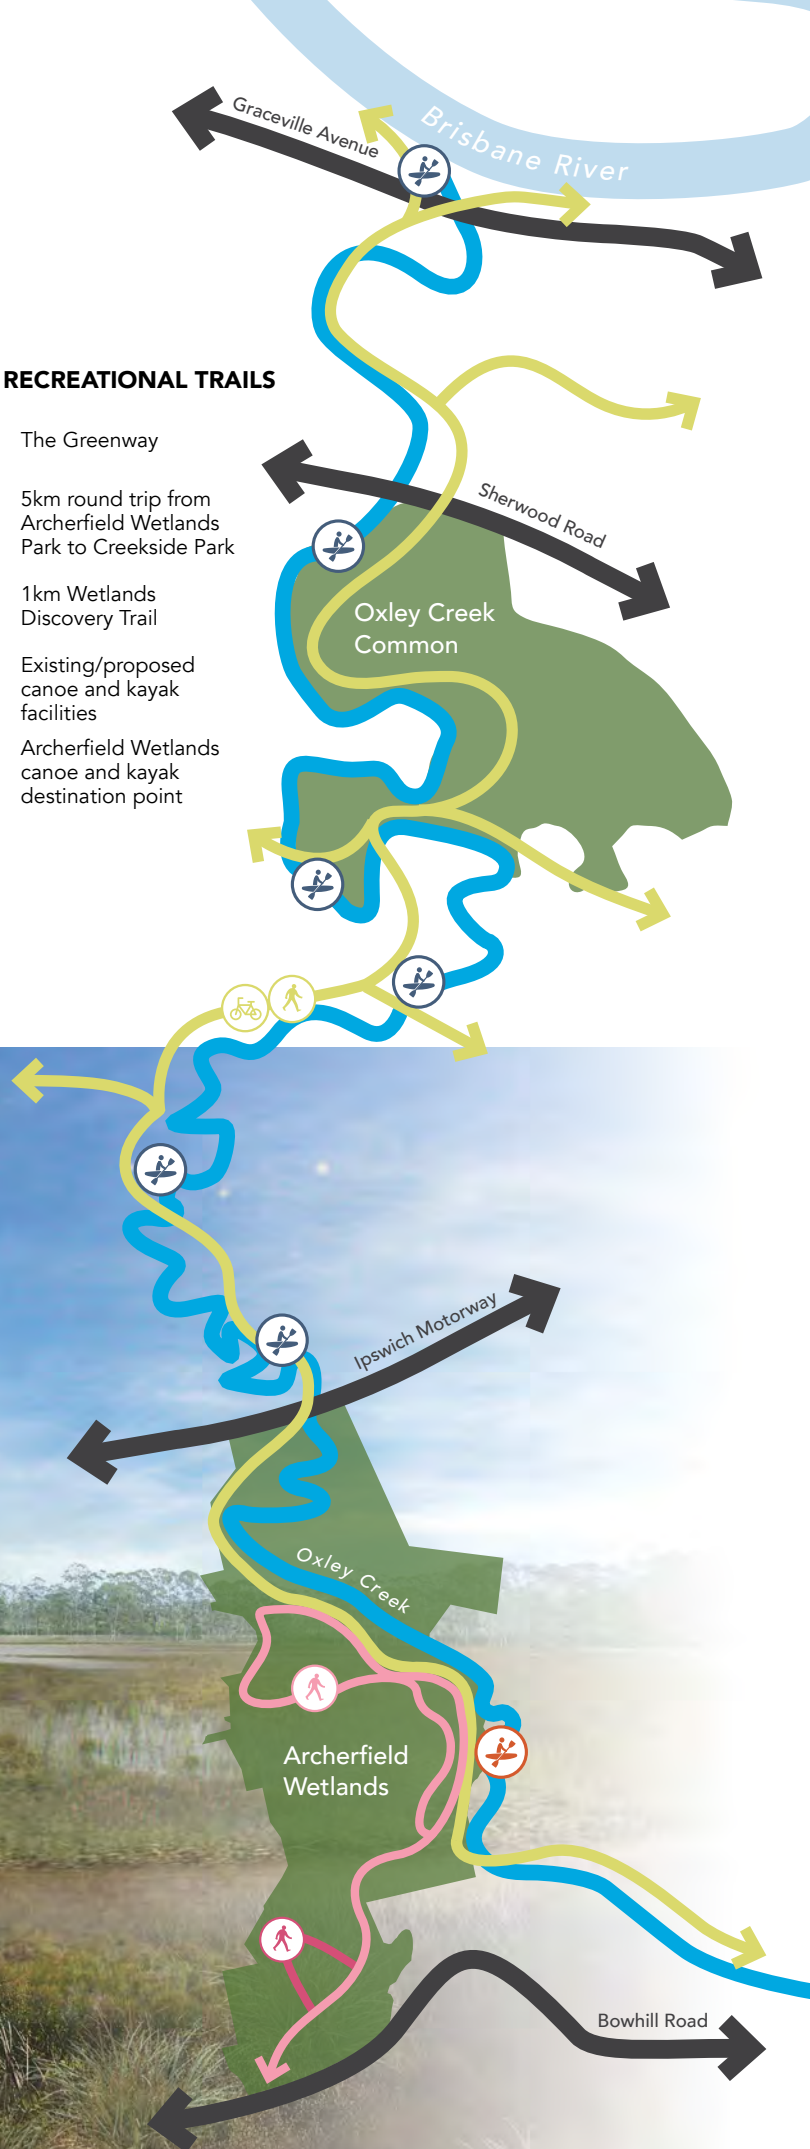 Brisbane River
Graceville Avenue
RECREATIONAL TRAILS
The Greenway
5km round trip from
Archerfield Wetlands
Park to Creekside Park
1km Wetlands
Discovery Trail
Existing/proposed
canoe and kayak
facilities
Archerfield Wetlands
canoe and kayak
destination point
Sherwood Road
Oxley Creek
Common
Ipswich Motorway
Oxley Creek
Archerfield
Wetlands
Bowhill Road